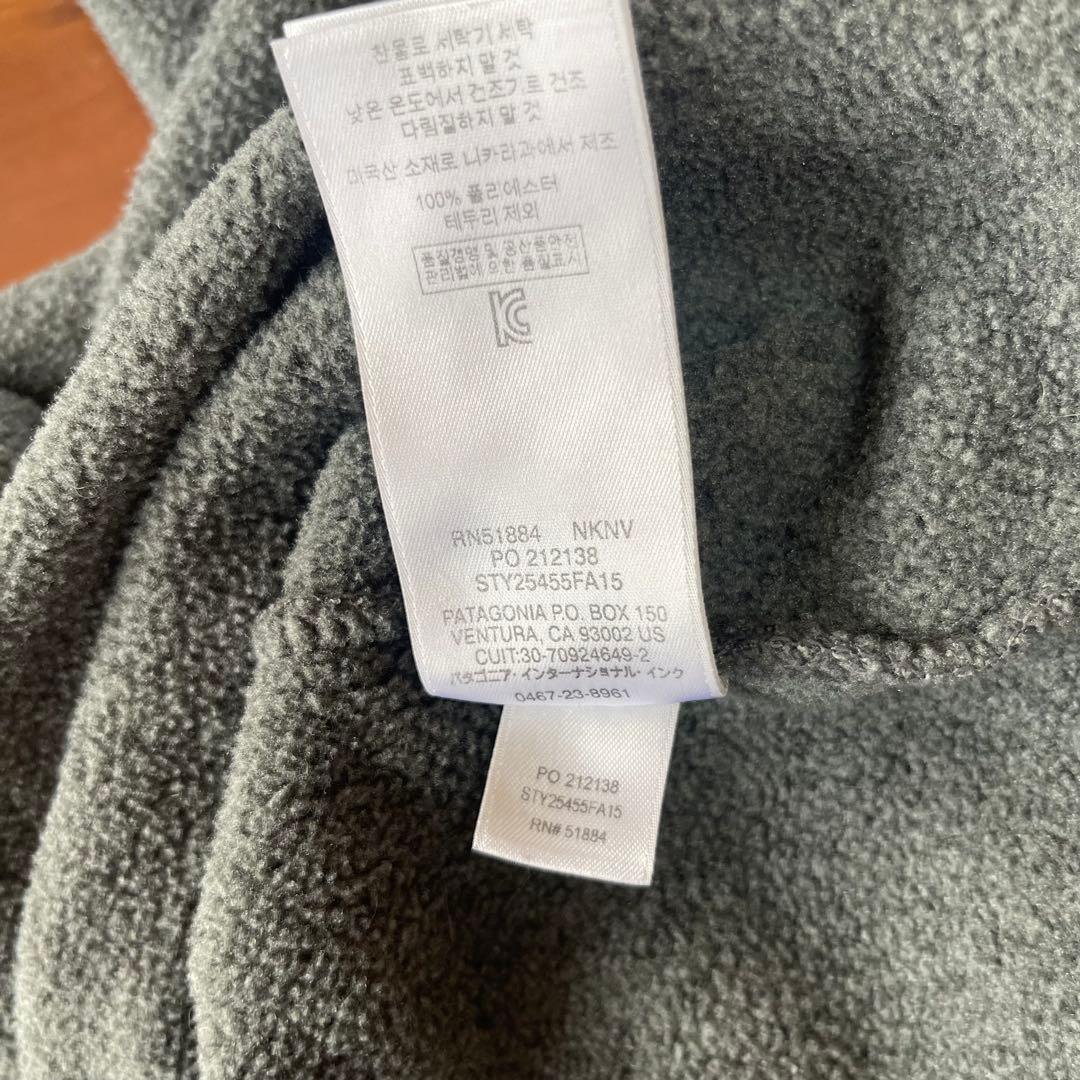 찬물로 세탁기 세탁
표백하지 말 것
낮은 온도에서 건조기로 건조
다림질하지 말 것
미국산 소재로 니카라과에서 제조
100% 폴리에스터
테두리 제외
품질경영 및 공산품안전
관리법에 의한 품질표시
RN51884 NKNV
PO 212138
STY25455FA15
PATAGONIA P.O. BOX 150
VENTURA, CA 93002 US
CUIT:30-70924649-2
パタゴニア・インターナショナル・インク
0467-23-8961
PO 212138
STY25455FA15
RN# 51884